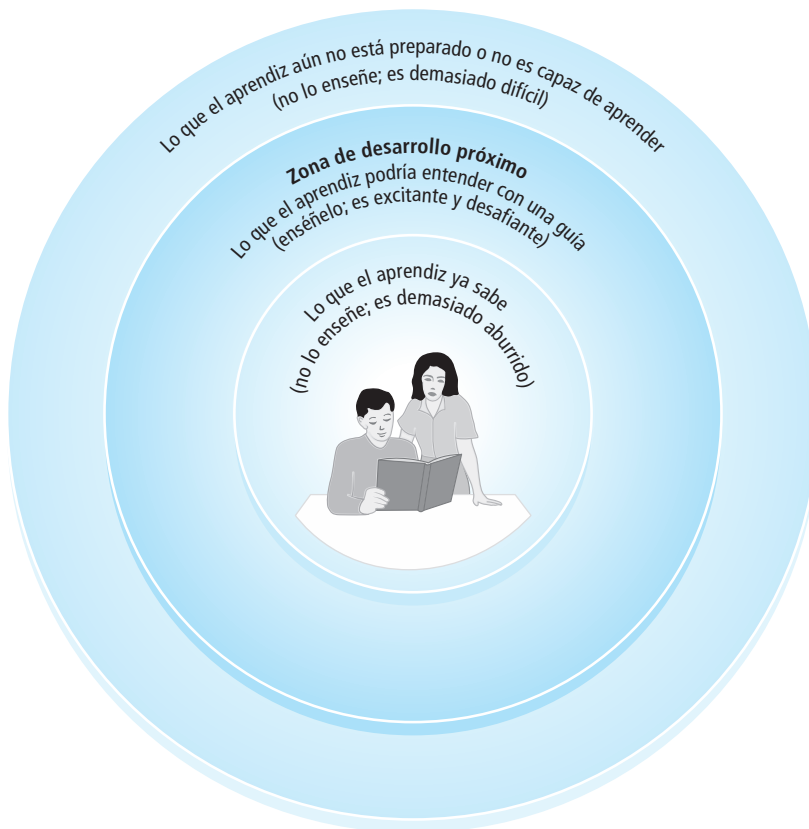 Lo que el aprendiz aún no está preparado o no es capaz de aprender
(no lo enseñe; es demasiado difícil)
Zona de desarrollo próximo
Lo que el aprendiz podría entender con una guía
(enséñelo; es excitante y desafiante)
Lo que el aprendiz ya sabe
(no lo enseñe; es demasiado aburrido)